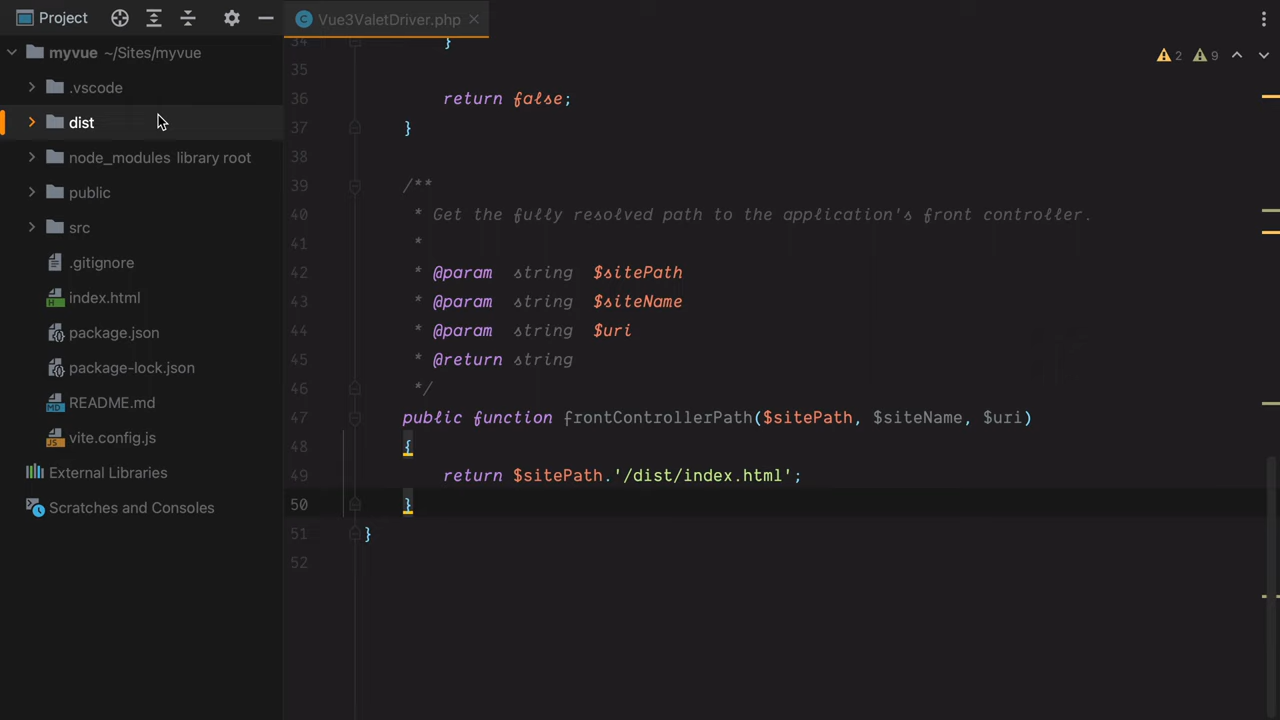 Project
myvue ~/Sites/myvue
.vscode
dist
node_modules library root
public
src
.gitignore
index.html
package.json
package-lock.json
README.md
vite.config.js
External Libraries
Scratches and Consoles
Vue3ValetDriver.php
2 9
34 }
35
36 return false;
37 }
38
39 /**
40 * Get the fully resolved path to the application's front controller.
41 *
42 * @param string $sitePath
43 * @param string $siteName
44 * @param string $uri
45 * @return string
46 */
47 public function frontControllerPath($sitePath, $siteName, $uri)
48 {
49 return $sitePath.'/dist/index.html';
50 }
51 }
52